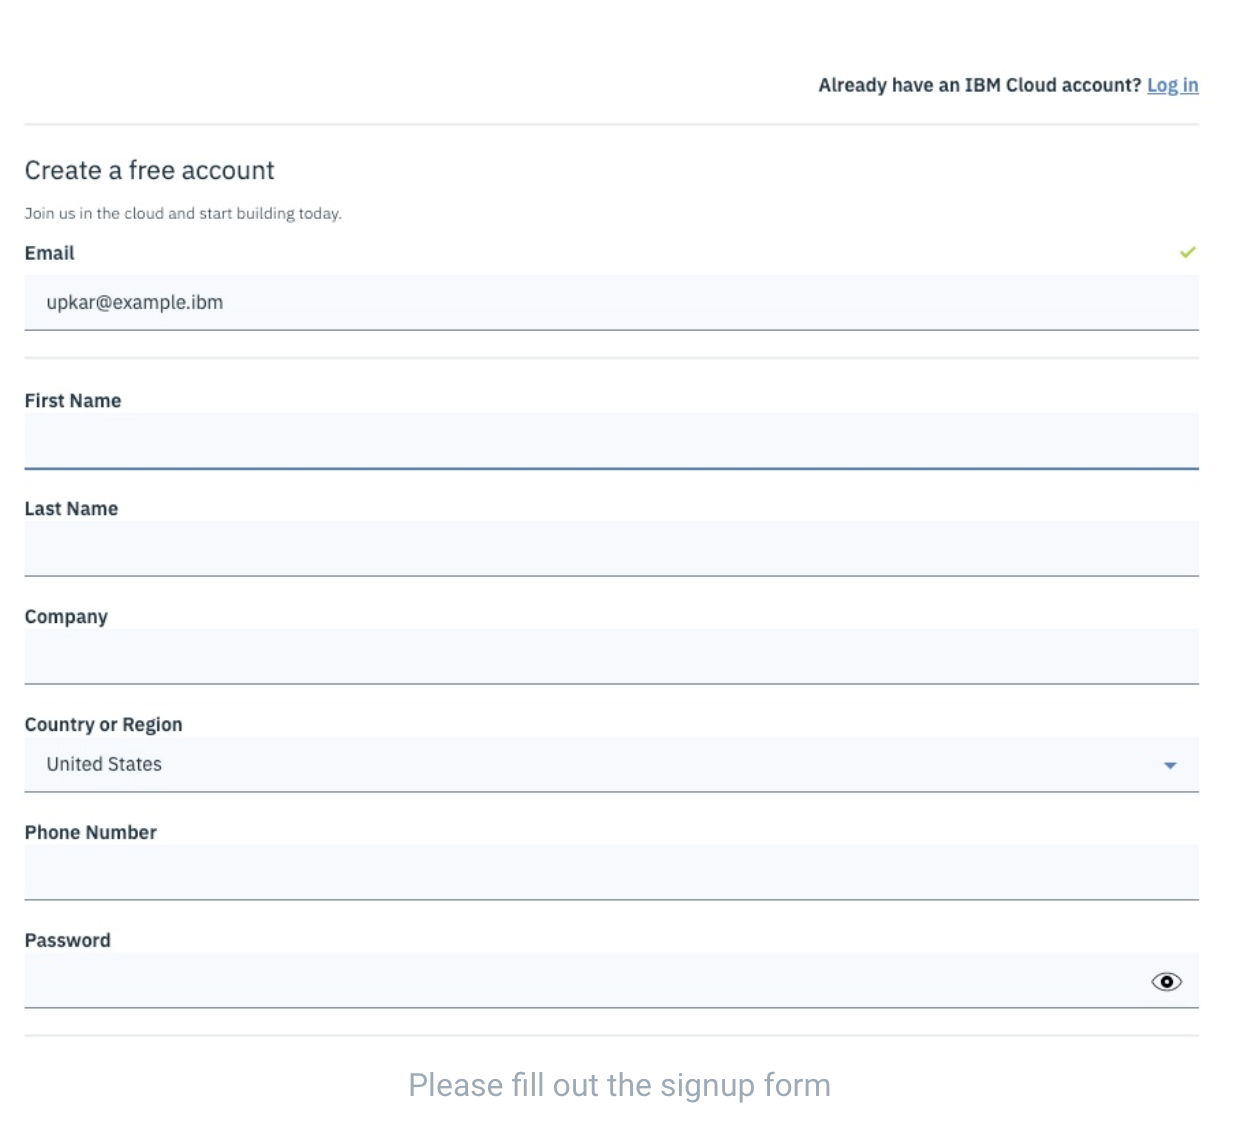 Already have an IBM Cloud account? Log in
Create a free account
Join us in the cloud and start building today.
Email
upkar@example.ibm
First Name
Last Name
Company
Country or Region
United States
Phone Number
Password
Please fill out the signup form